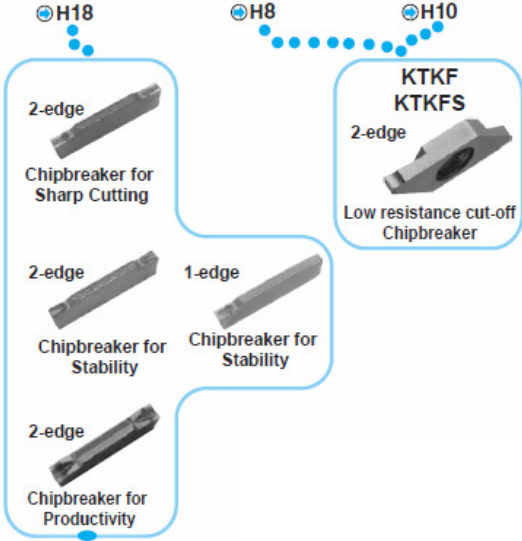 H18
H8
H10
2-edge
Chipbreaker for
Sharp Cutting
KTKF
KTKFS
2-edge
Low resistance cut-off
Chipbreaker
2-edge
Chipbreaker for
Stability
1-edge
Chipbreaker for
Stability
2-edge
Chipbreaker for
Productivity